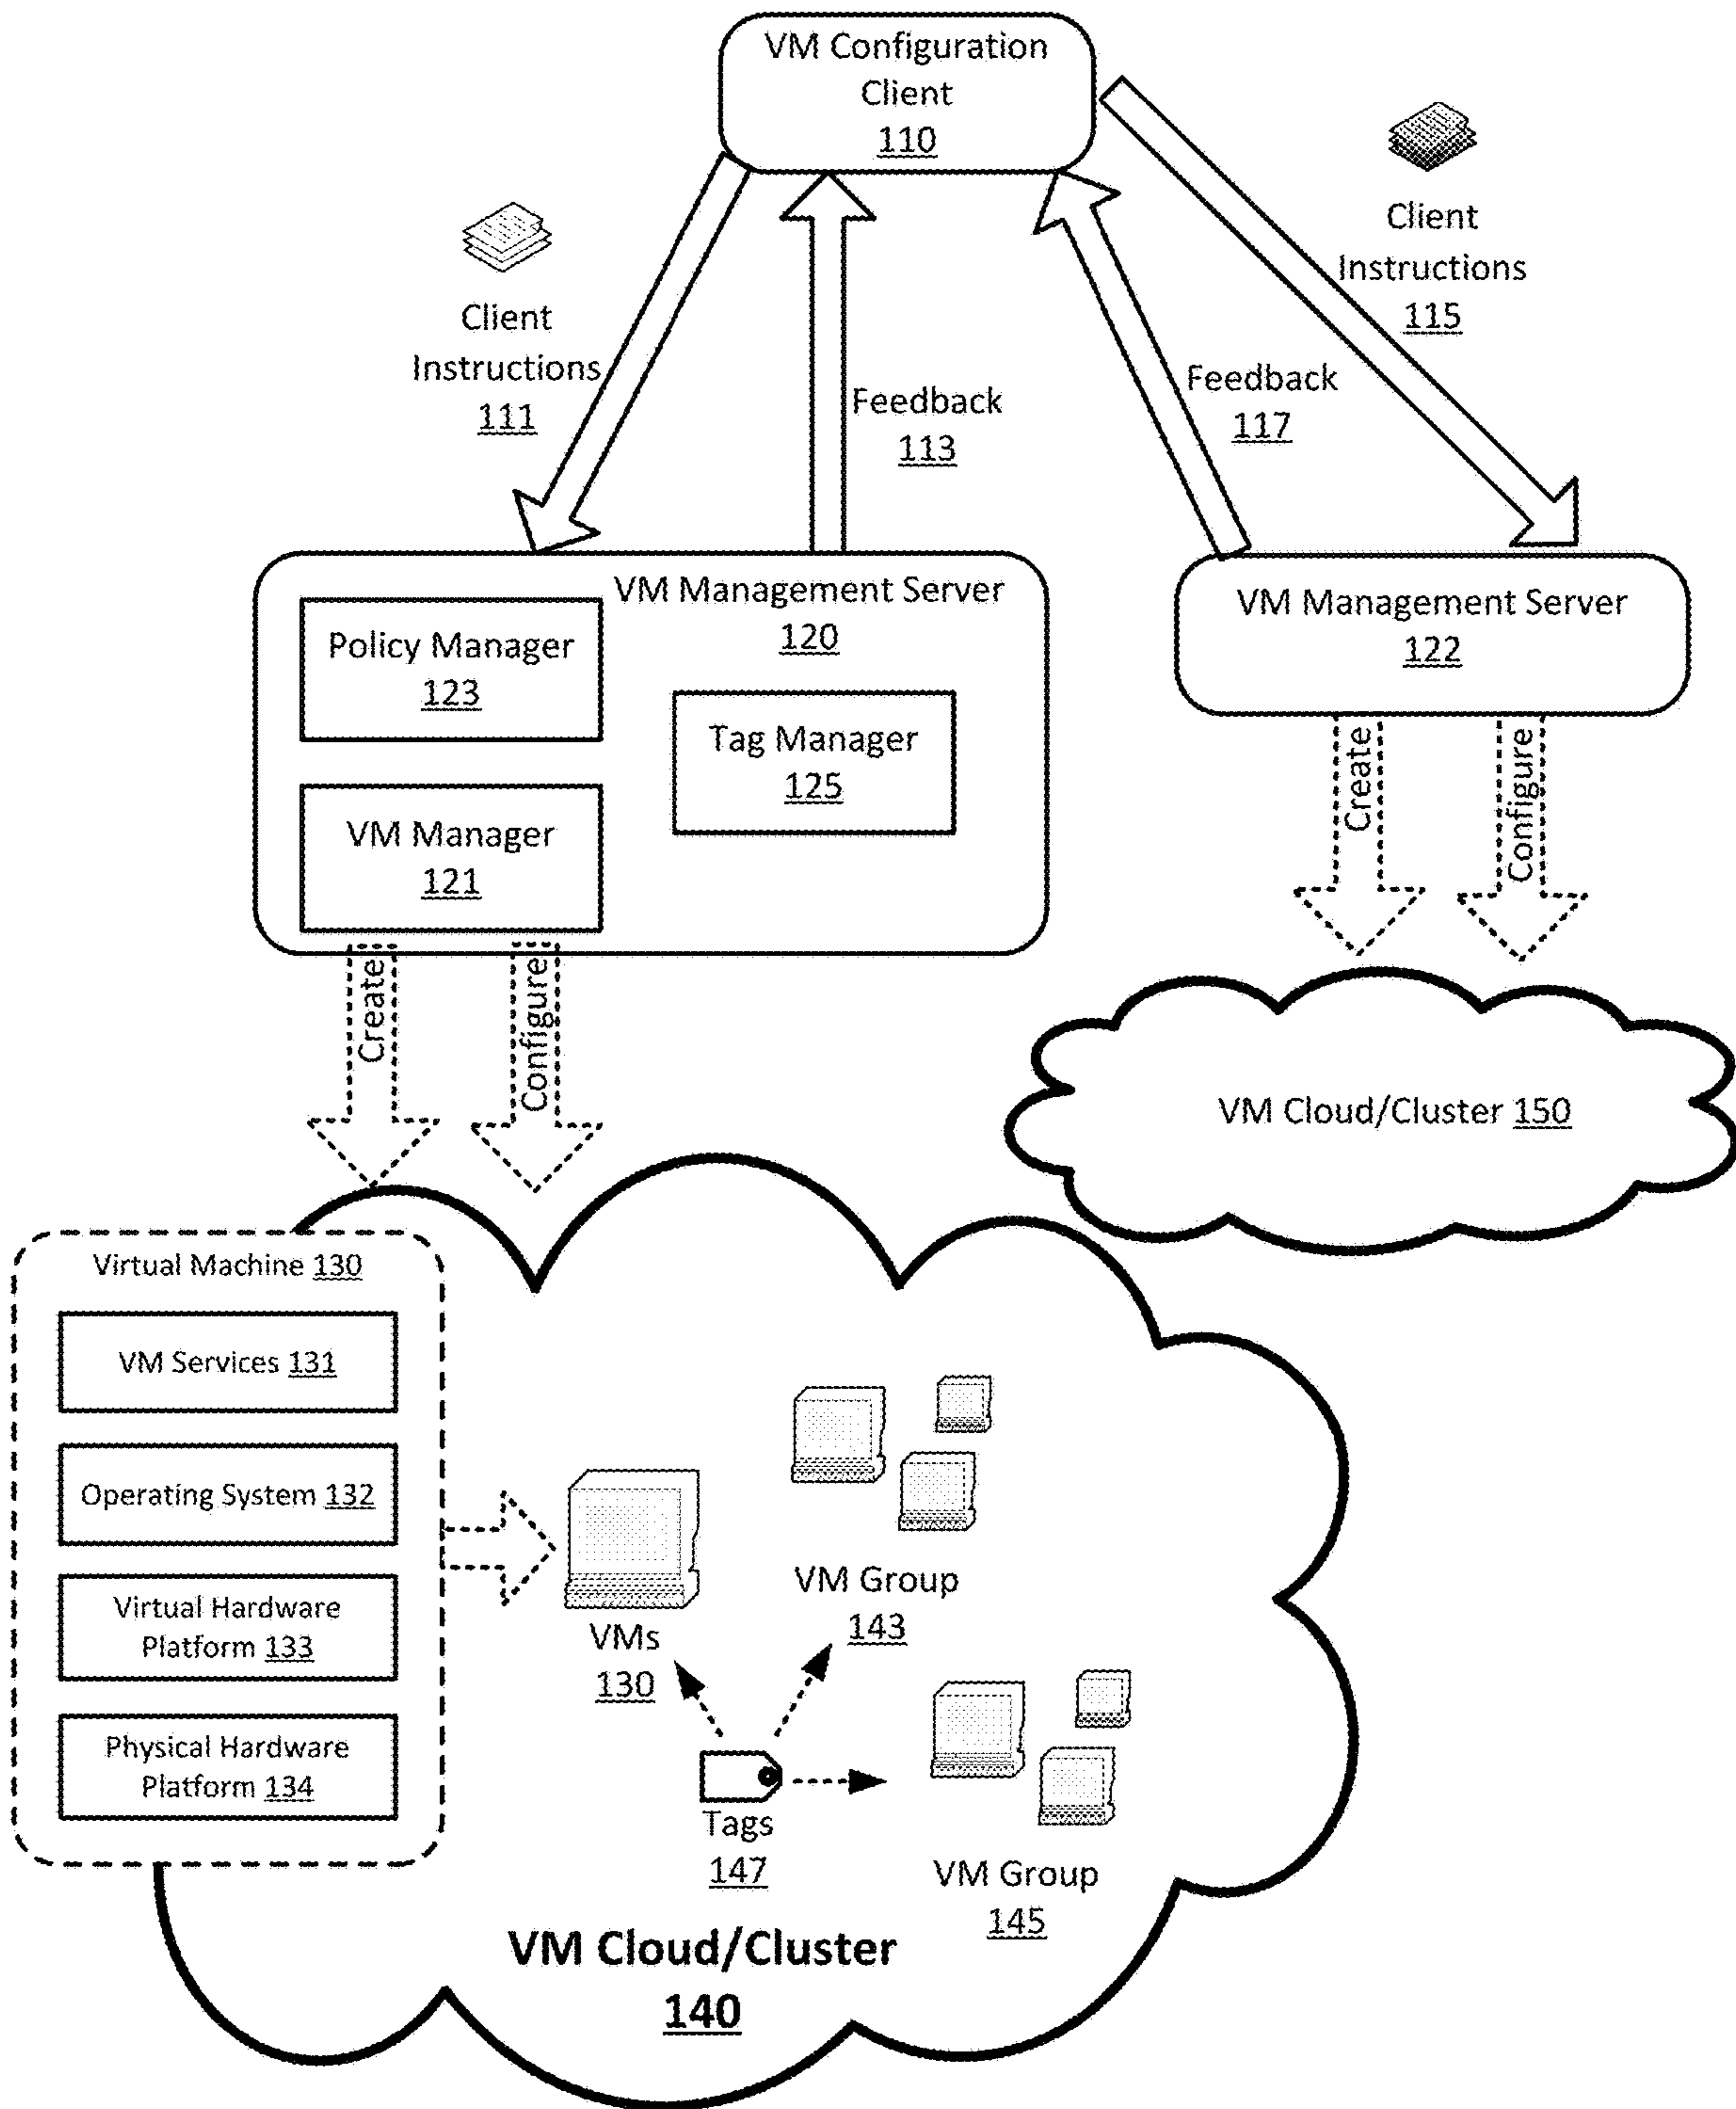 VM Configuration
Client
110
Client
Instructions
111
Feedback
113
Feedback
117
Client
Instructions
115
VM Management Server
120
Policy Manager
123
Tag Manager
125
VM Manager
121
VM Management Server
122
Create
Configure
Create
Configure
VM Cloud/Cluster 150
Virtual Machine 130
VM Services 131
Operating System 132
Virtual Hardware
Platform 133
Physical Hardware
Platform 134
VMs
130
VM Group
143
Tags
147
VM Group
145
VM Cloud/Cluster
140